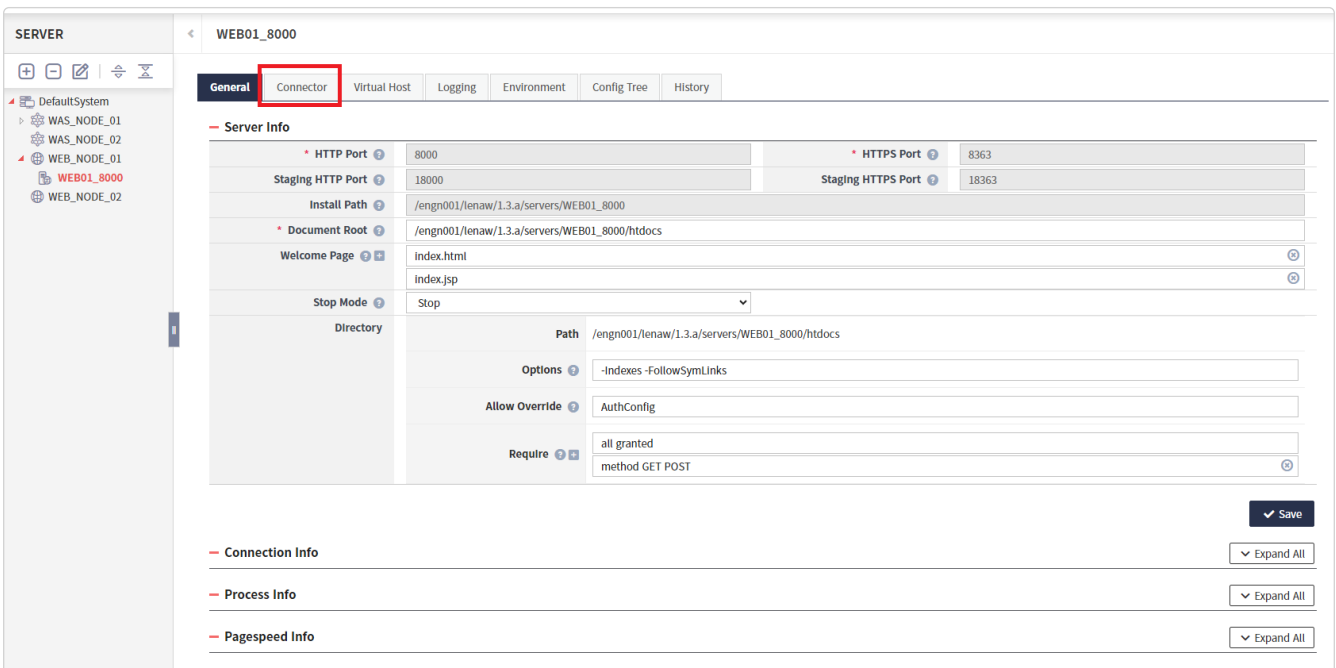 SERVER
WEB01_8000
General Connector Virtual Host Logging Environment Config Tree History
DefaultSystem
WAS_NODE_01
WAS_NODE_02
WEB_NODE_01
WEB01_8000
WEB_NODE_02
Server Info
* HTTP Port 8000 * HTTPS Port 8363
Staging HTTP Port 18000 Staging HTTPS Port 18363
Install Path /engn001/lenaw/1.3.a/servers/WEB01_8000
* Document Root /engn001/lenaw/1.3.a/servers/WEB01_8000/htdocs
Welcome Page index.html
index.jsp
Stop Mode Stop
Directory Path /engn001/lenaw/1.3.a/servers/WEB01_8000/htdocs
Options -Indexes -FollowSymLinks
Allow Override AuthConfig
Require all granted
method GET POST
Save
Connection Info Expand All
Process Info Expand All
Pagespeed Info Expand All